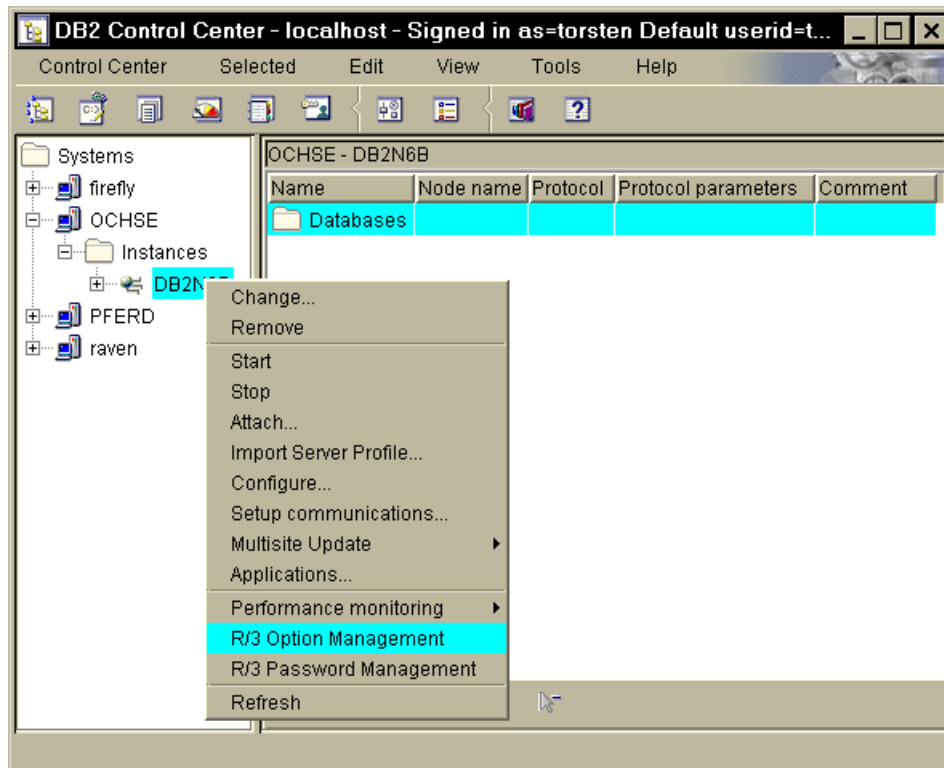 DB2 Control Center - localhost - Signed in as=torsten Default userid=t...
Control Center Selected Edit View Tools Help
Systems
firefly
OCHSE
Instances
DB2N
PFERD
raven
OCHSE - DB2N6B
Name Node name Protocol Protocol parameters Comment
Databases
Change...
Remove
Start
Stop
Attach...
Import Server Profile...
Configure...
Setup communications...
Multisite Update
Applications...
Performance monitoring
R/3 Option Management
R/3 Password Management
Refresh